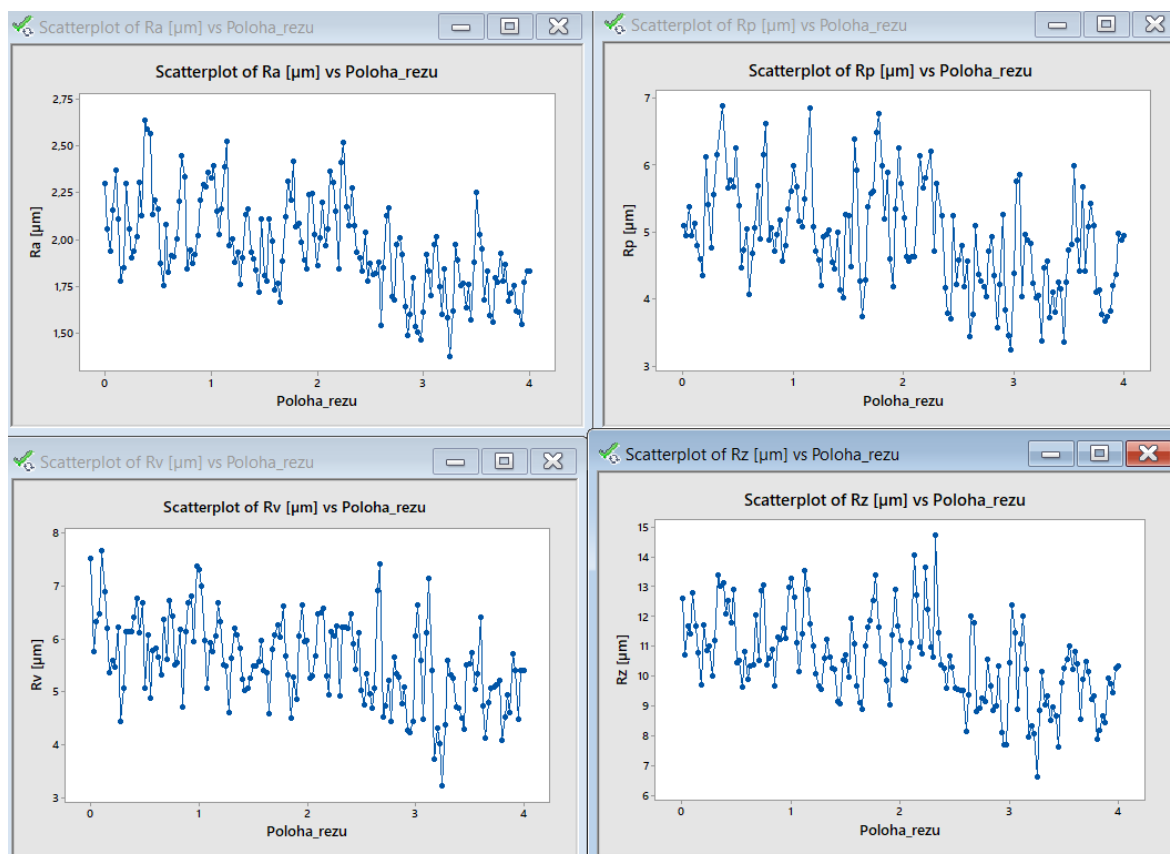 Scatterplot of Ra [µm] vs Poloha_rezu
Scatterplot of Ra [µm] vs Poloha_rezu
2,75
2,50
2,25
2,00
1,75
1,50
Ra [µm]
0 1 2 3 4
Poloha_rezu
Scatterplot of Rp [µm] vs Poloha_rezu
Scatterplot of Rp [µm] vs Poloha_rezu
7
6
5
4
3
Rp [µm]
0 1 2 3 4
Poloha_rezu
Scatterplot of Rv [µm] vs Poloha_rezu
Scatterplot of Rv [µm] vs Poloha_rezu
8
7
6
5
4
3
Rv [µm]
0 1 2 3 4
Poloha_rezu
Scatterplot of Rz [µm] vs Poloha_rezu
Scatterplot of Rz [µm] vs Poloha_rezu
15
14
13
12
11
10
9
8
7
6
Rz [µm]
0 1 2 3 4
Poloha_rezu